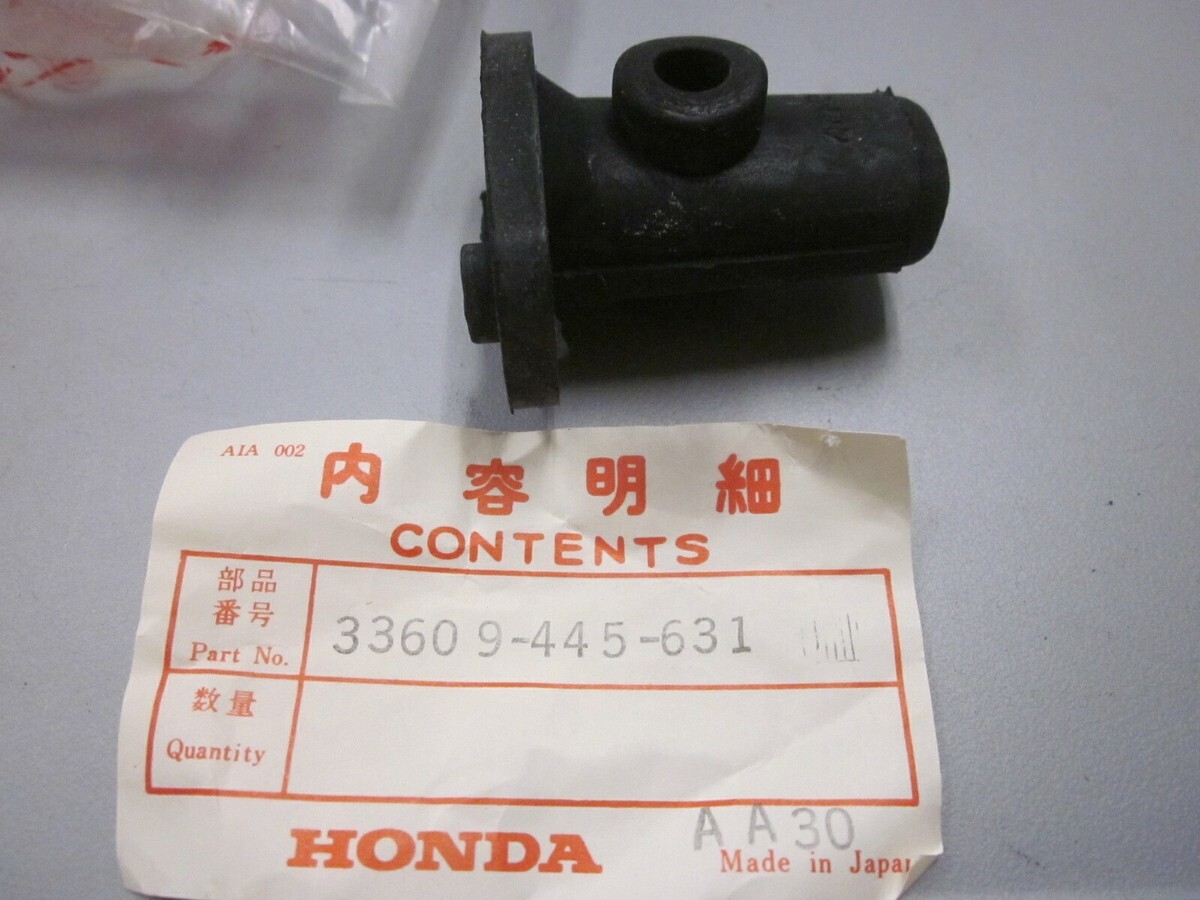 AIA 002
内容明細
CONTENTS
部品
番号
Part No.
33609-445-631
数量
Quantity
AA30
HONDA
Made in Japan